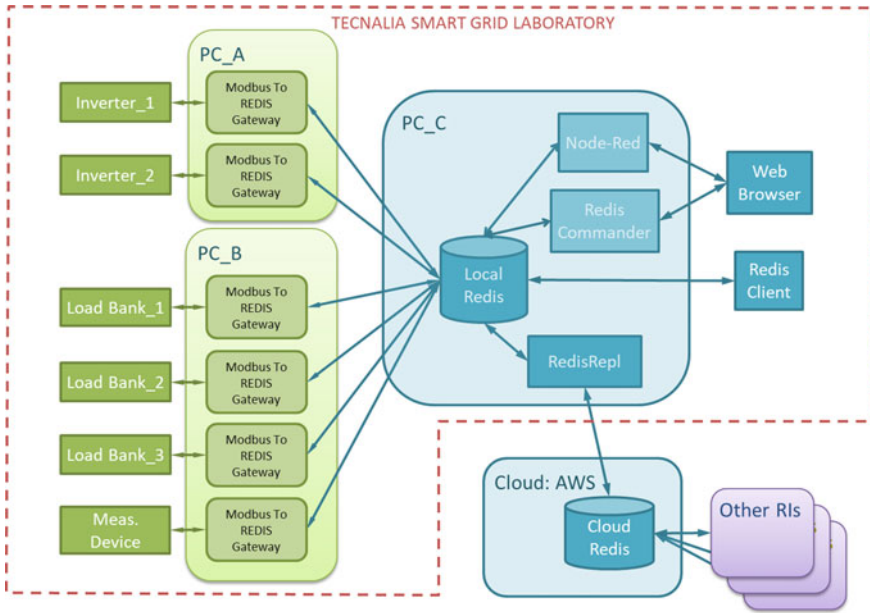 TECNALIA SMART GRID LABORATORY
PC_A
Inverter_1
Modbus To
REDIS
Gateway
Inverter_2
Modbus To
REDIS
Gateway
PC_B
Load Bank_1
Modbus To
REDIS
Gateway
Load Bank_2
Modbus To
REDIS
Gateway
Load Bank_3
Modbus To
REDIS
Gateway
Meas.
Device
Modbus To
REDIS
Gateway
PC_C
Node-Red
Redis
Commander
Local
Redis
RedisRepl
Web
Browser
Redis
Client
Cloud: AWS
Cloud
Redis
Other RIs